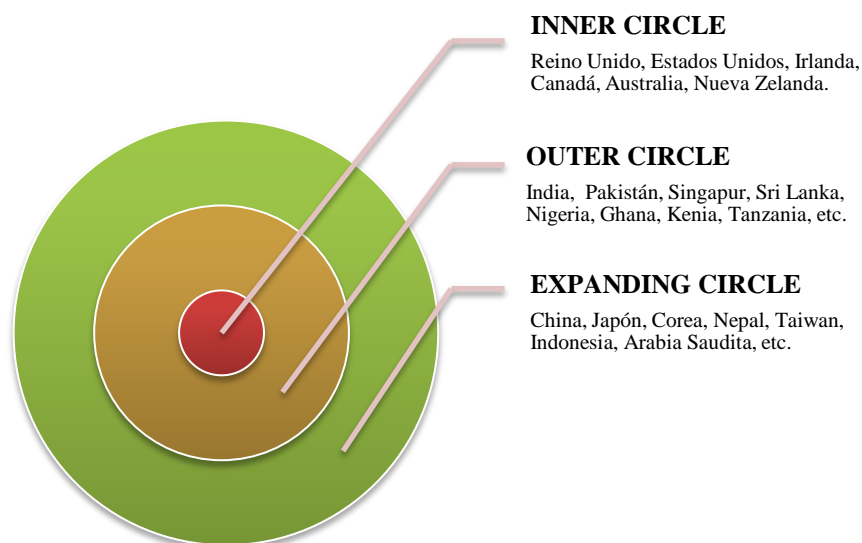 INNER CIRCLE
Reino Unido, Estados Unidos, Irlanda,
Canadá, Australia, Nueva Zelanda.
OUTER CIRCLE
India, Pakistán, Singapur, Sri Lanka,
Nigeria, Ghana, Kenia, Tanzania, etc.
EXPANDING CIRCLE
China, Japón, Corea, Nepal, Taiwan,
Indonesia, Arabia Saudita, etc.